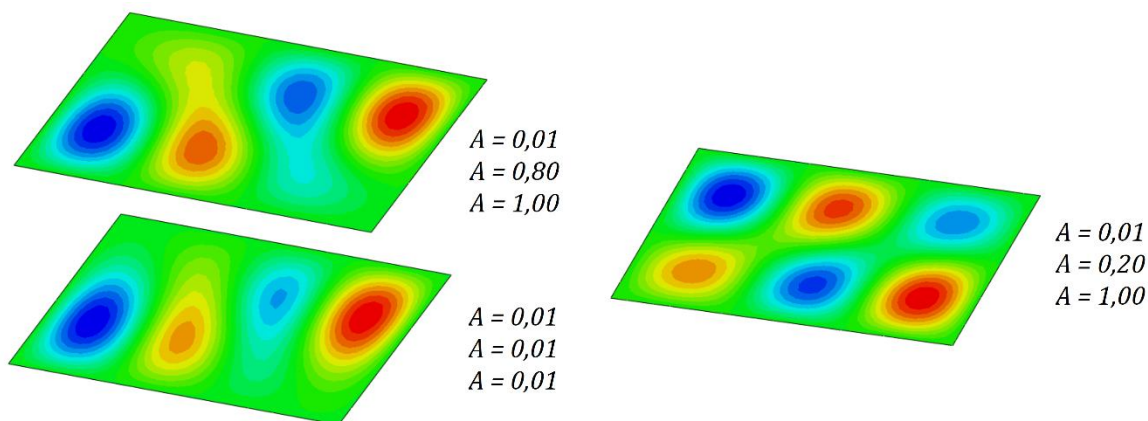 A = 0,01
A = 0,80
A = 1,00
A = 0,01
A = 0,01
A = 0,01
A = 0,01
A = 0,20
A = 1,00